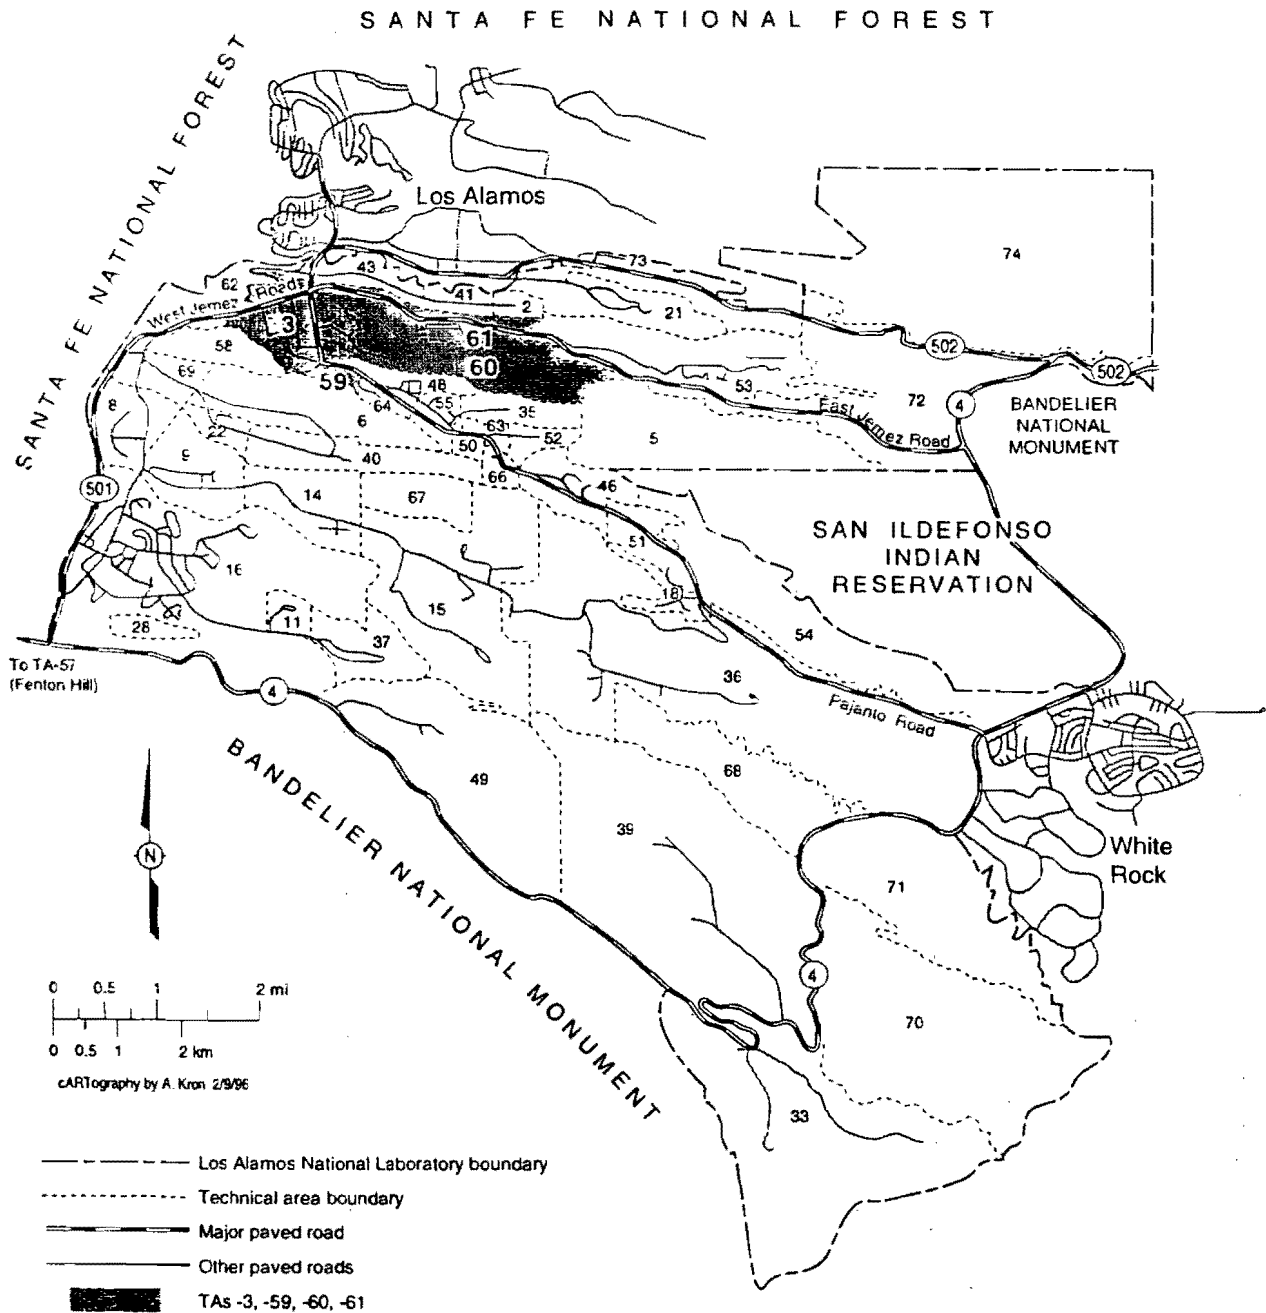 SANTA FE NATIONAL FOREST
SANTA FE NATIONAL FOREST
Los Alamos
74
73
43
62
West Jemez Roads
41
2
21
3
61
502
58
60
502
59
69
48
53
72
4
BANDELIER
NATIONAL
MONUMENT
8
64
55
35
East Jemez Road
6
63
22
50
52
5
9
40
66
501
14
67
46
SAN ILDEFONSO
INDIAN
RESERVATION
51
16
18
15
11
28
37
54
To TA-57
(Fenton Hill)
36
4
Pajarito Road
BANDELIER NATIONAL MONUMENT
68
49
39
N
White
Rock
71
4
0 0.5 1 2 mi
70
0 0.5 1 2 km
cARTography by A. Kron 2/9/96
33
Los Alamos National Laboratory boundary
Technical area boundary
Major paved road
Other paved roads
TAs -3, -59, -60, -61